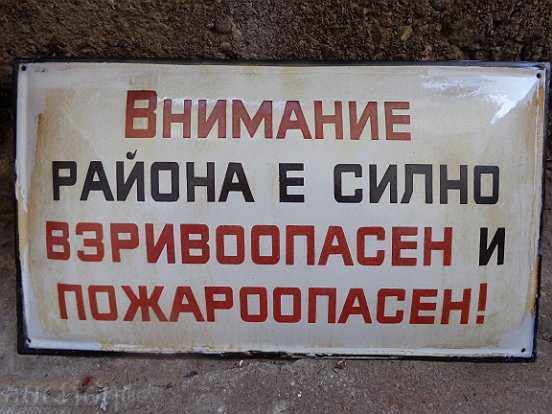 Внимание
РАЙОНА Е СИЛНО
ВЗРИВООПАСЕН И
ПОЖАРООПАСЕН!